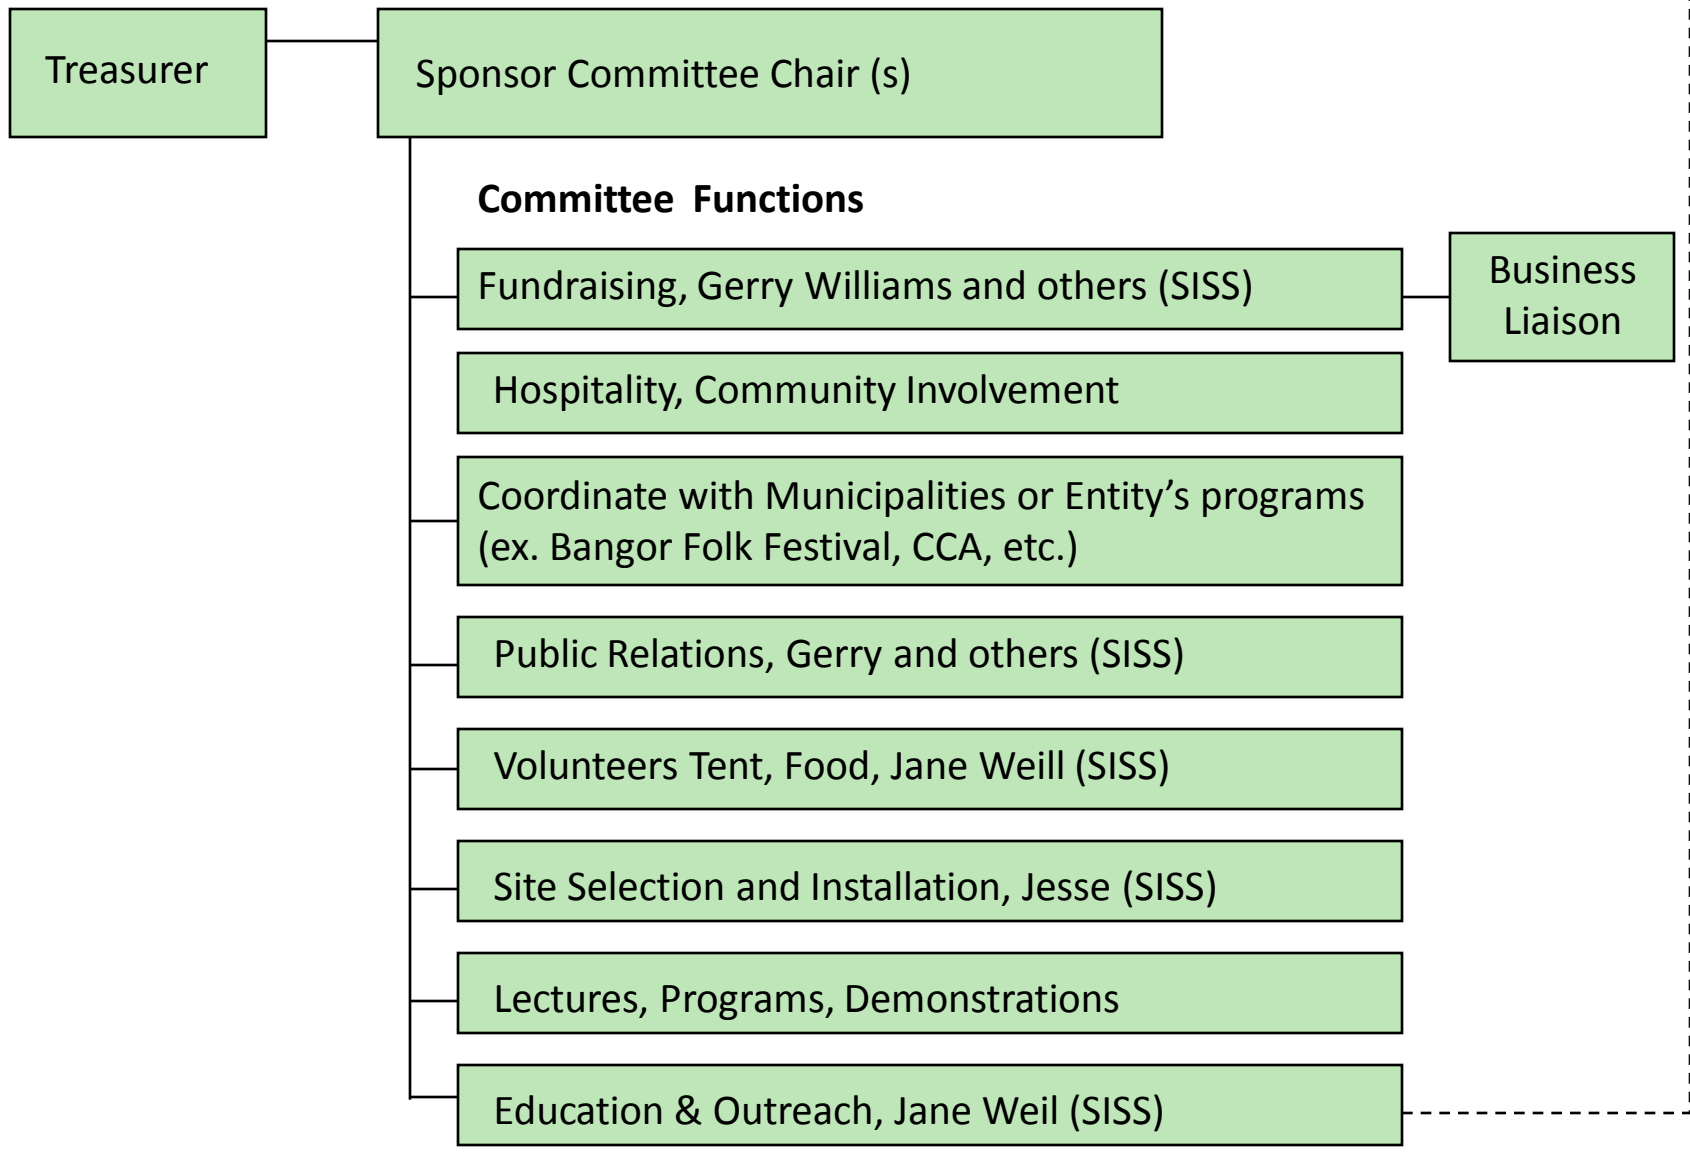 Treasurer
Sponsor Committee Chair (s)
Committee Functions
Fundraising, Gerry Williams and others (SISS)
Business
Liaison
Hospitality, Community Involvement
Coordinate with Municipalities or Entity’s programs
(ex. Bangor Folk Festival, CCA, etc.)
Public Relations, Gerry and others (SISS)
Volunteers Tent, Food, Jane Weill (SISS)
Site Selection and Installation, Jesse (SISS)
Lectures, Programs, Demonstrations
Education & Outreach, Jane Weil (SISS)